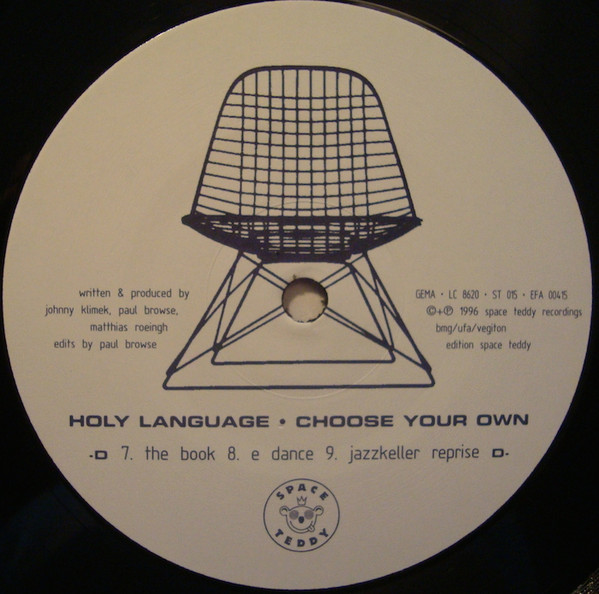 written & produced by
johnny klimek, paul browse,
matthias roeingh
edits by paul browse
GEMA · LC 8620 · ST 015 · EFA 00415
©+℗ 1996 space teddy recordings
bmg/ufa/vegiton
edition space teddy
HOLY LANGUAGE • CHOOSE YOUR OWN
-D 7. the book 8. e dance 9. jazzkeller reprise D-
SPACE
TEDDY